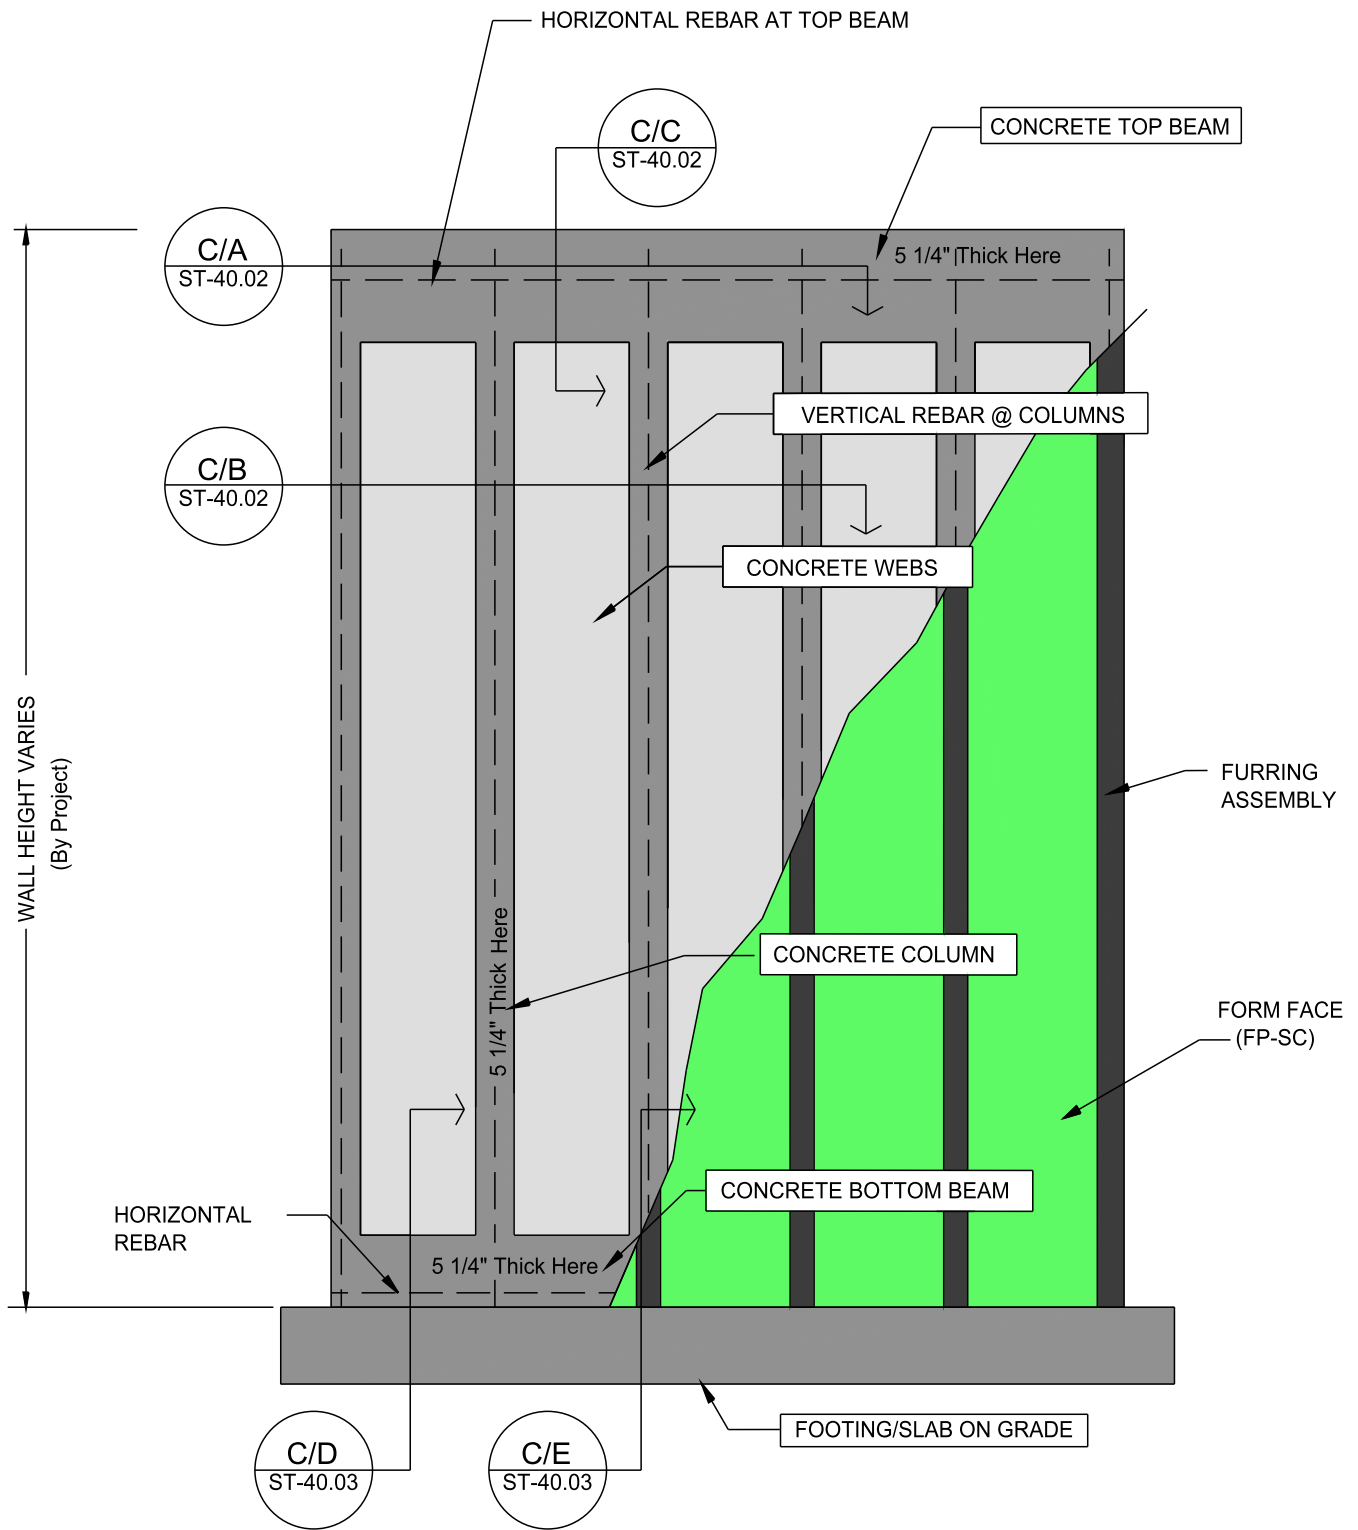 HORIZONTAL REBAR AT TOP BEAM
C/C
ST-40.02
CONCRETE TOP BEAM
C/A
ST-40.02
5 1/4" Thick Here
VERTICAL REBAR @ COLUMNS
C/B
ST-40.02
CONCRETE WEBS
WALL HEIGHT VARIES
(By Project)
FURRING
ASSEMBLY
5 1/4" Thick Here
CONCRETE COLUMN
FORM FACE
(FP-SC)
CONCRETE BOTTOM BEAM
HORIZONTAL
REBAR
5 1/4" Thick Here
FOOTING/SLAB ON GRADE
C/D
ST-40.03
C/E
ST-40.03